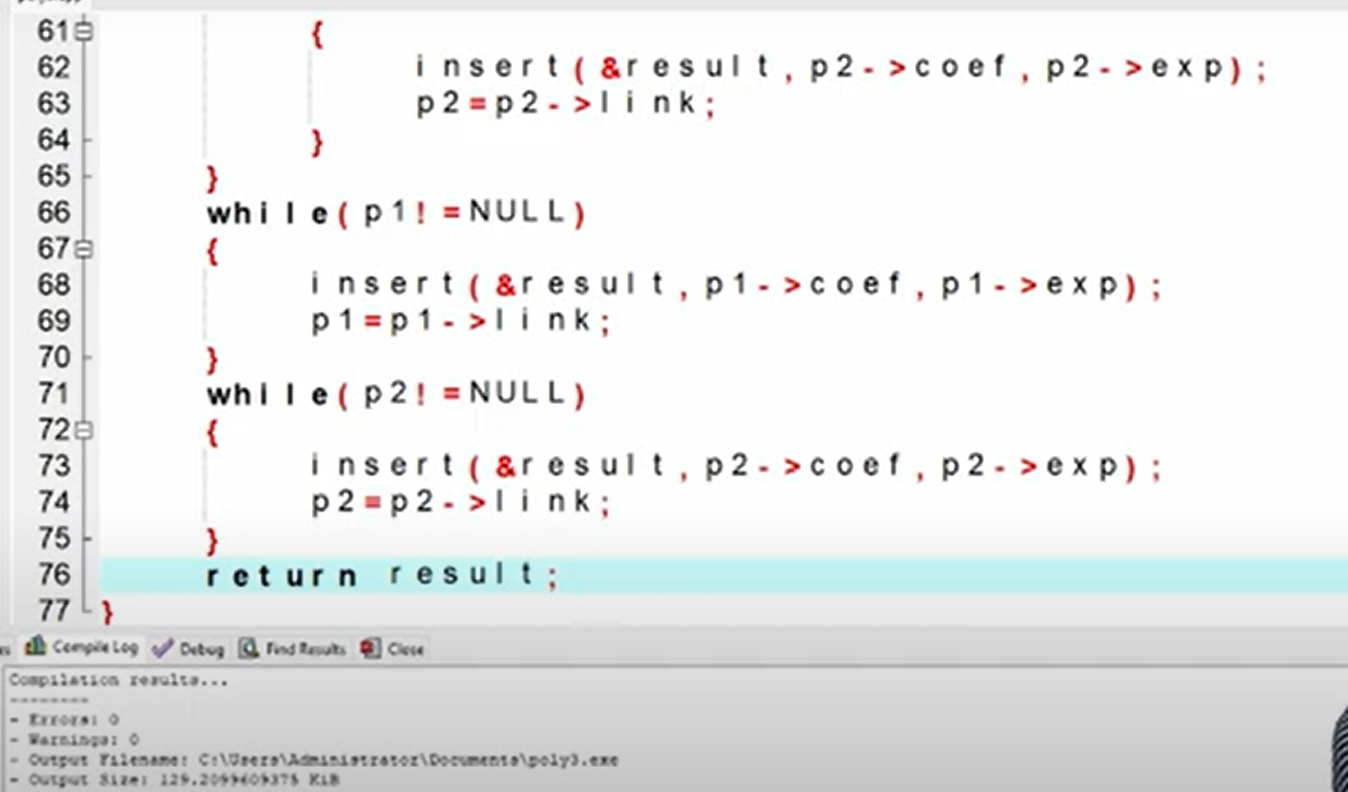 61 {
62 insert(&result,p2->coef,p2->exp);
63 p2=p2->link;
64 }
65 }
66 while(p1!=NULL)
67 {
68 insert(&result,p1->coef,p1->exp);
69 p1=p1->link;
70 }
71 while(p2!=NULL)
72 {
73 insert(&result,p2->coef,p2->exp);
74 p2=p2->link;
75 }
76 return result;
77 }
Compile Log Debug Find Results Close
Compilation results...
--------
- Errors: 0
- Warnings: 0
- Output Filename: C:\Users\Administrator\Documents\poly3.exe
- Output Size: 129.2099609375 KiB